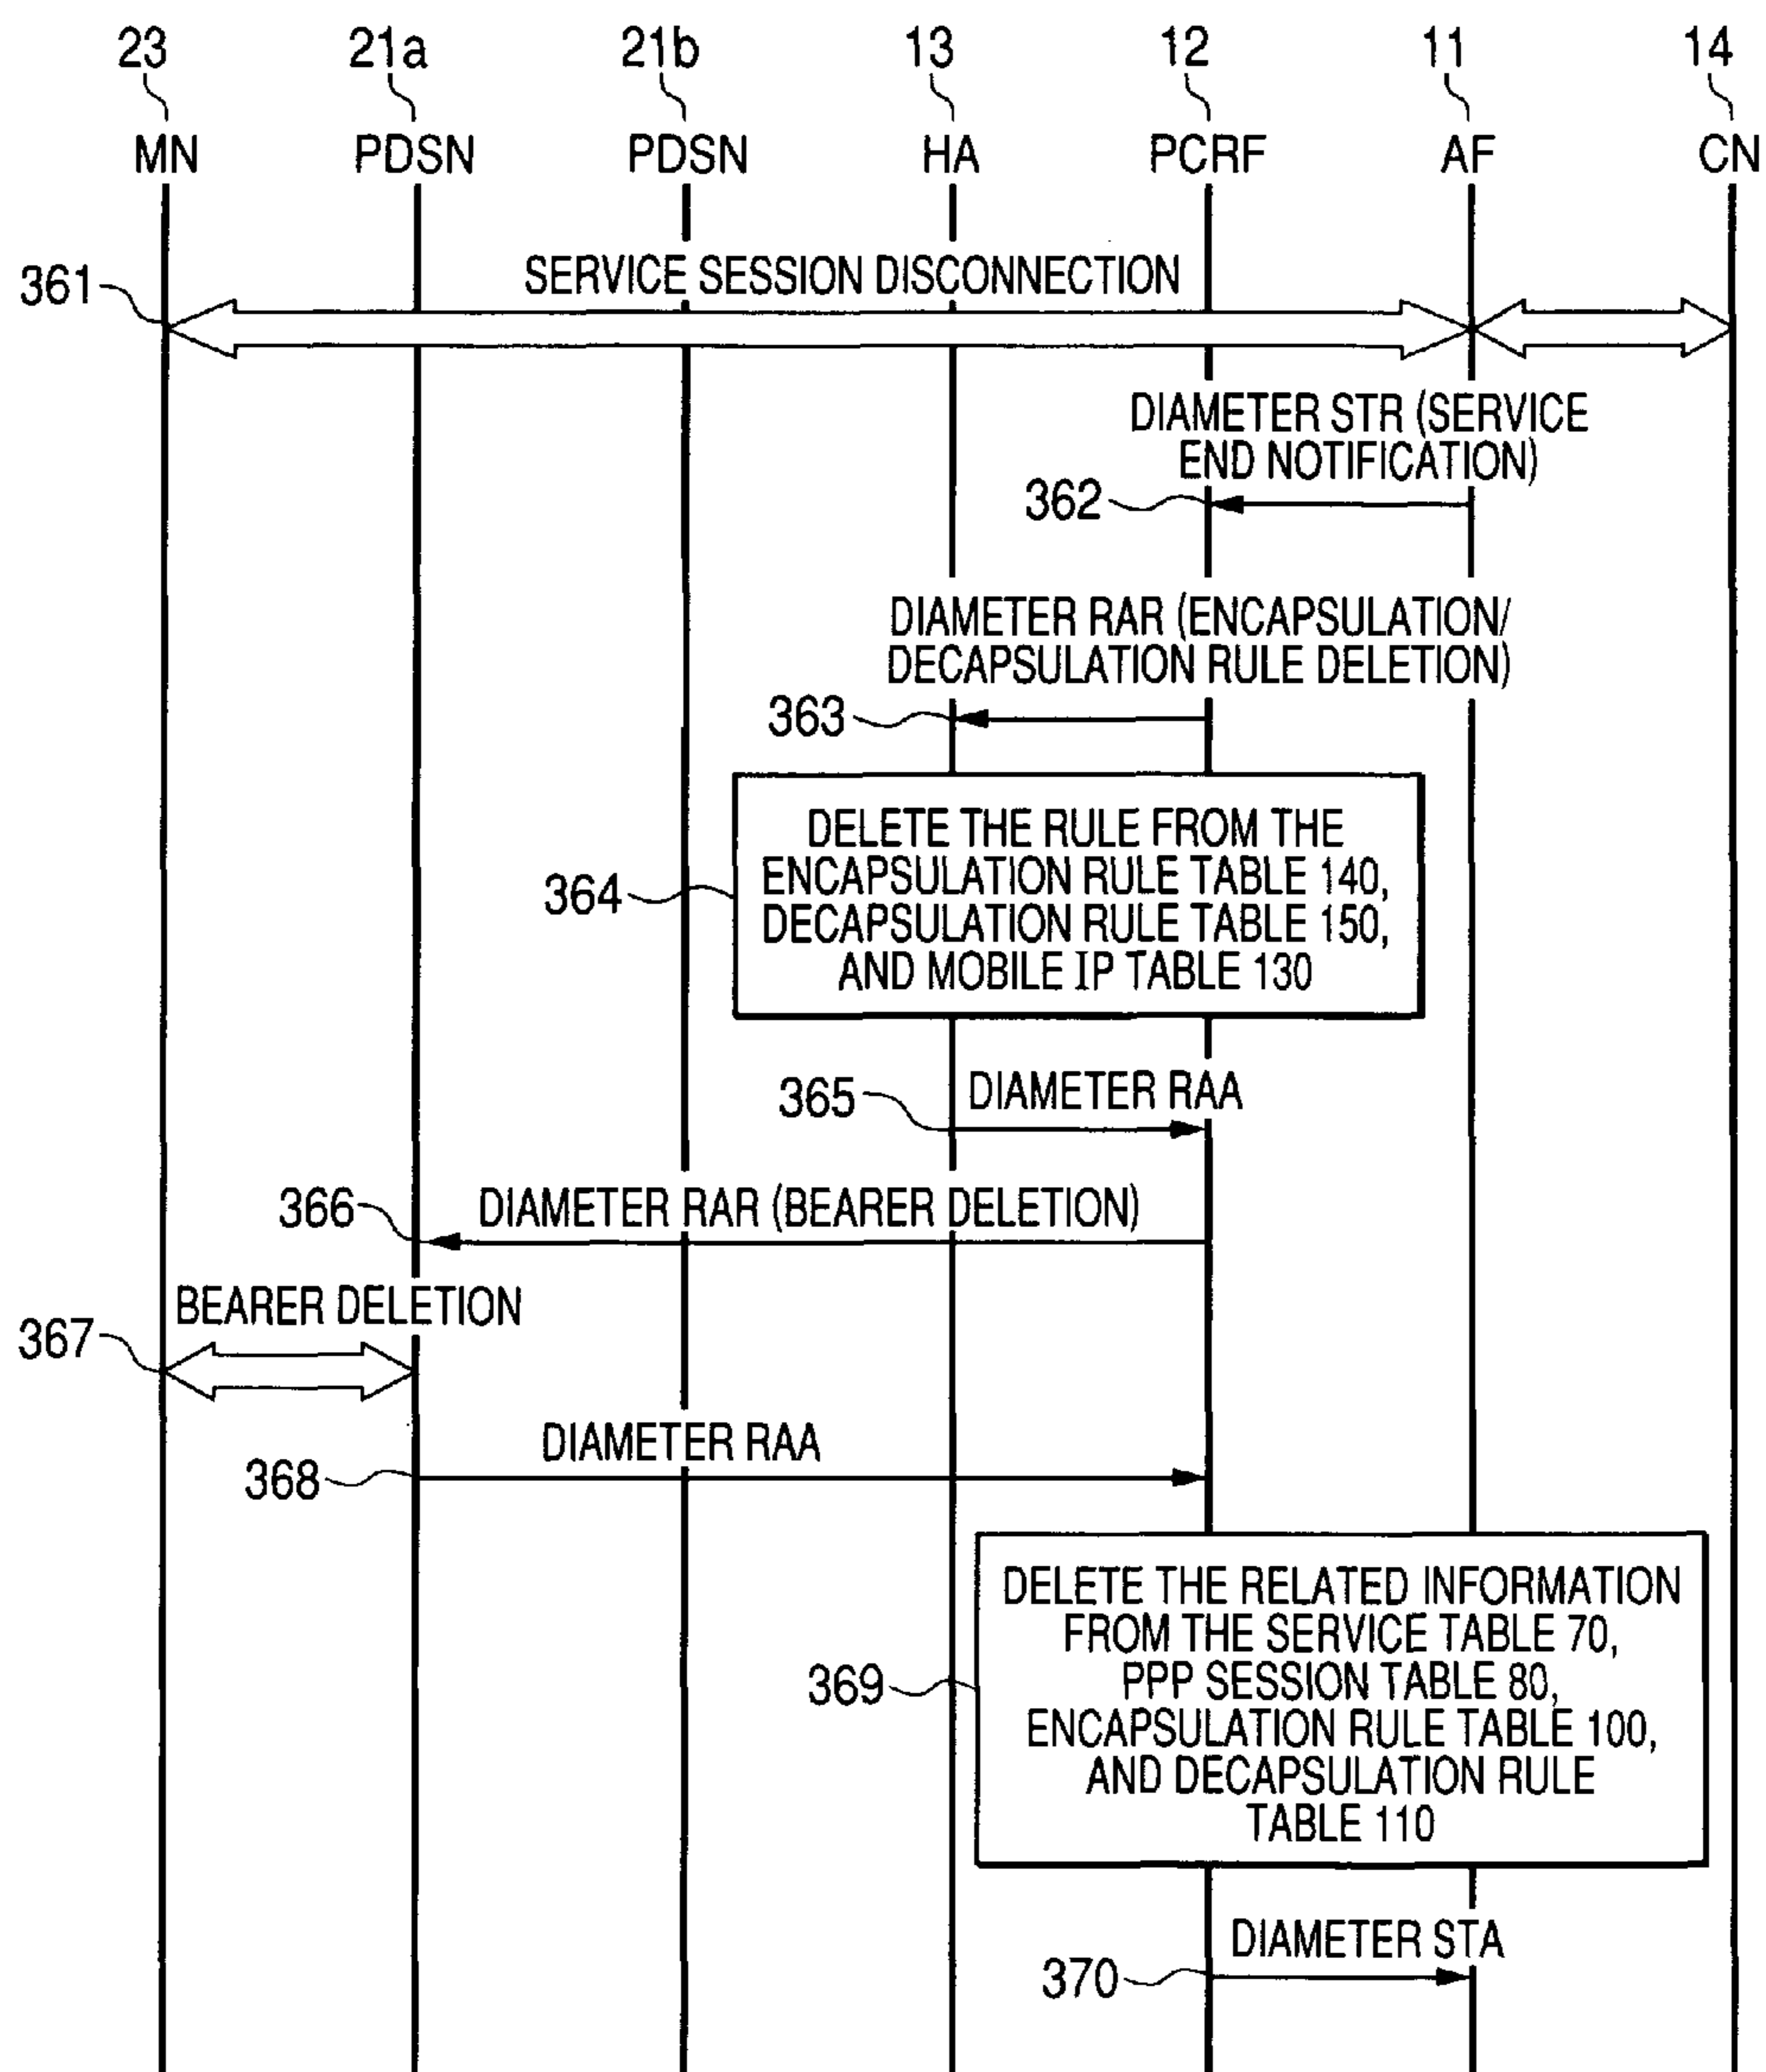 23 21a 21b 13 12 11 14
MN PDSN PDSN HA PCRF AF CN
SERVICE SESSION DISCONNECTION
361
DIAMETER STR (SERVICE
END NOTIFICATION)
362
DIAMETER RAR (ENCAPSULATION/
DECAPSULATION RULE DELETION)
363
DELETE THE RULE FROM THE
ENCAPSULATION RULE TABLE 140,
364
DECAPSULATION RULE TABLE 150,
AND MOBILE IP TABLE 130
365
DIAMETER RAA
366
DIAMETER RAR (BEARER DELETION)
BEARER DELETION
367
DIAMETER RAA
368
DELETE THE RELATED INFORMATION
FROM THE SERVICE TABLE 70,
369
PPP SESSION TABLE 80,
ENCAPSULATION RULE TABLE 100,
AND DECAPSULATION RULE
TABLE 110
DIAMETER STA
370